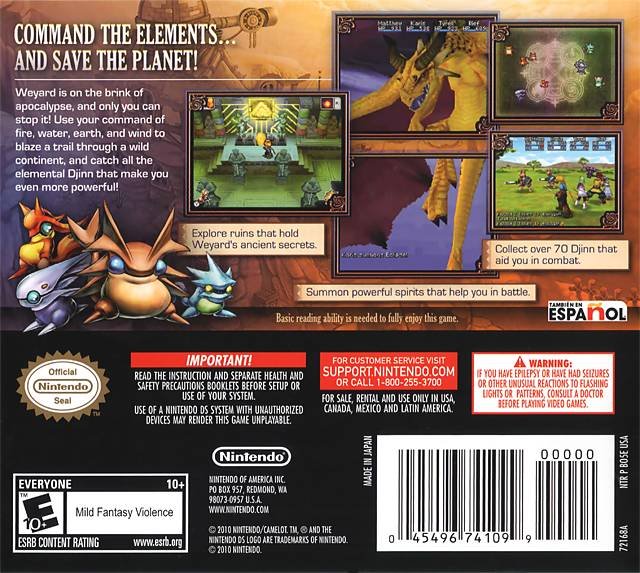 COMMAND THE ELEMENTS...
AND SAVE THE PLANET!
Weyard is on the brink of
apocalypse, and only you can
stop it! Use your command of
fire, water, earth, and wind to
blaze a trail through a wild
continent, and catch all the
elemental Djinn that make you
even more powerful!
Matthew Karis Tyrell Rief
Explore ruins that hold
Weyard's ancient secrets.
Collect over 70 Djinn that
aid you in combat.
Summon powerful spirits that help you in battle.
Basic reading ability is needed to fully enjoy this game.
TAMBIÉN EN
ESPAÑOL
Official
Nintendo
Seal
TM
IMPORTANT!
READ THE INSTRUCTION AND SEPARATE HEALTH AND
SAFETY PRECAUTIONS BOOKLETS BEFORE SETUP OR
USE OF YOUR SYSTEM.
USE OF A NINTENDO DS SYSTEM WITH UNAUTHORIZED
DEVICES MAY RENDER THIS GAME UNPLAYABLE.
FOR CUSTOMER SERVICE VISIT
SUPPORT.NINTENDO.COM
OR CALL 1-800-255-3700
FOR SALE, RENTAL AND USE ONLY IN USA,
CANADA, MEXICO AND LATIN AMERICA.
WARNING:
IF YOU HAVE EPILEPSY OR HAVE HAD SEIZURES
OR OTHER UNUSUAL REACTIONS TO FLASHING
LIGHTS OR PATTERNS, CONSULT A DOCTOR
BEFORE PLAYING VIDEO GAMES.
EVERYONE 10+
E
10+
TM
Mild Fantasy Violence
ESRB CONTENT RATING www.esrb.org
Nintendo
NINTENDO OF AMERICA INC.
PO BOX 957, REDMOND, WA
98073-0957 U.S.A.
WWW.NINTENDO.COM
© 2010 NINTENDO/CAMELOT. TM, ® AND THE
NINTENDO DS LOGO ARE TRADEMARKS OF NINTENDO.
© 2010 NINTENDO.
MADE IN JAPAN
00000
0 45496 74109 9
72168A
NTR P BOSE USA